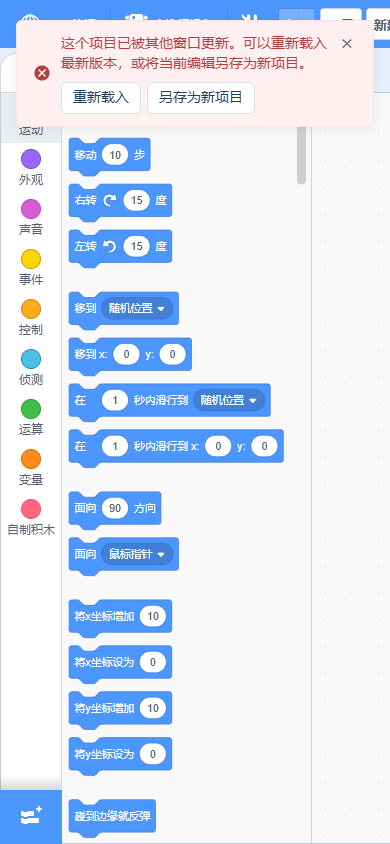 这个项目已被其他窗口更新。可以重新载入
最新版本，或将当前编辑另存为新项目。
重新载入 另存为新项目
运动
外观
声音
事件
控制
侦测
运算
变量
自制积木
移动 10 步
右转 15 度
左转 15 度
移到 随机位置
移到 x: 0 y: 0
在 1 秒内滑行到 随机位置
在 1 秒内滑行到 x: 0 y: 0
面向 90 方向
面向 鼠标指针
将x坐标增加 10
将x坐标设为 0
将y坐标增加 10
将y坐标设为 0
碰到边缘就反弹